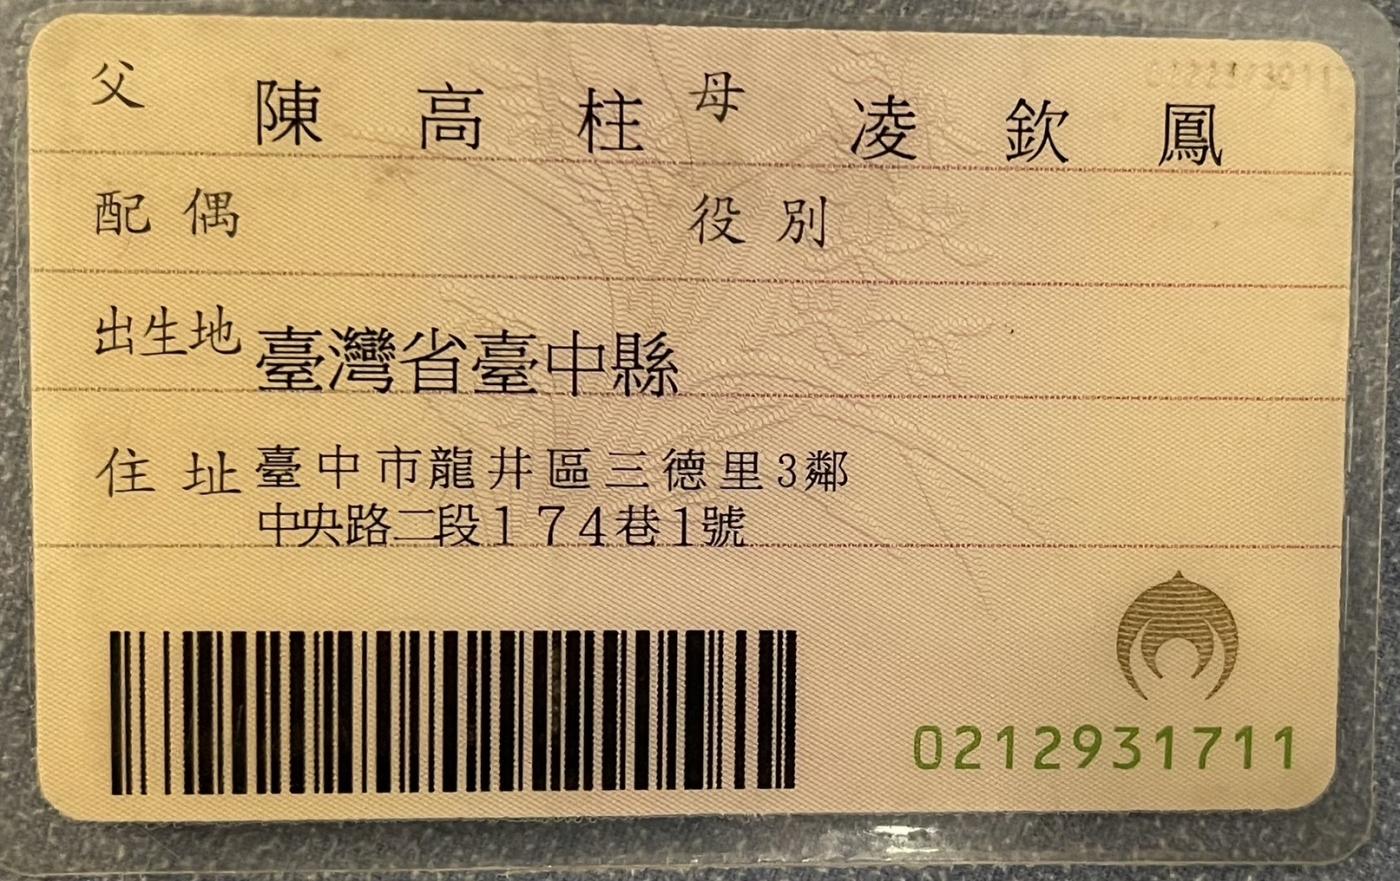 父 陳高柱 母 凌欽鳳
配偶 役別
出生地 臺灣省臺中縣
住址 臺中市龍井區三德里3鄰
中央路二段174巷1號
0212931711